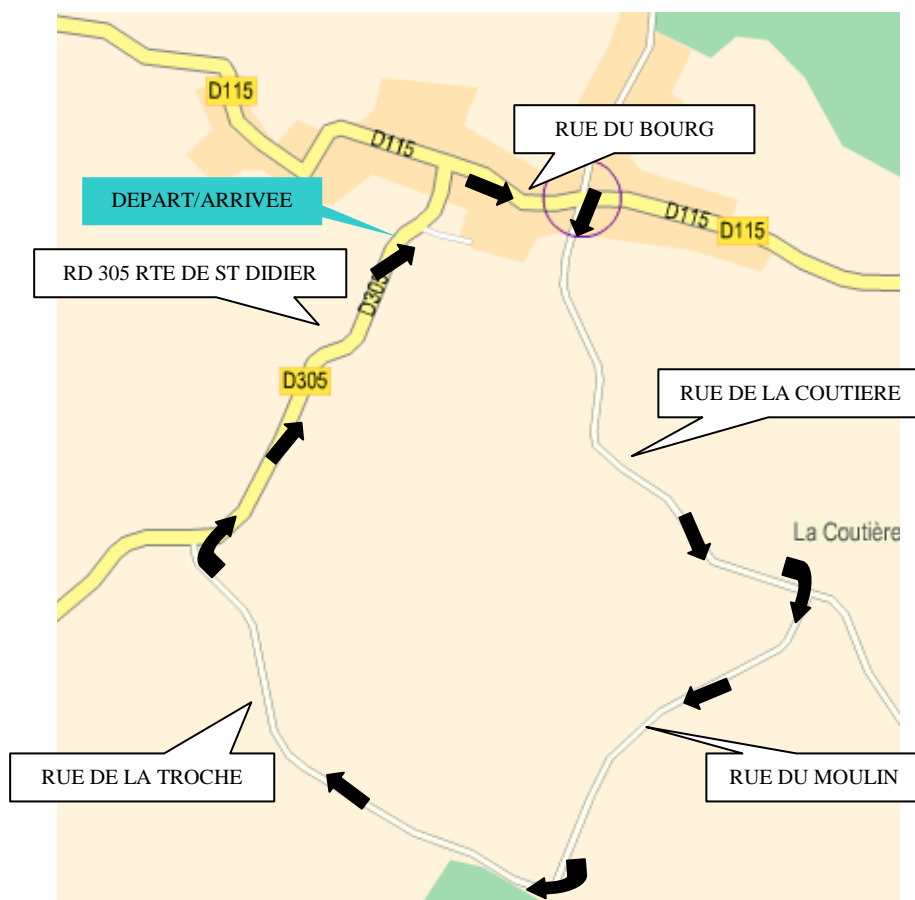 D115
D115
RUE DU BOURG
DEPART/ARRIVEE
D115
D115
RD 305 RTE DE ST DIDIER
D305
D305
RUE DE LA COUTIERE
La Coutière
RUE DE LA TROCHE
RUE DU MOULIN